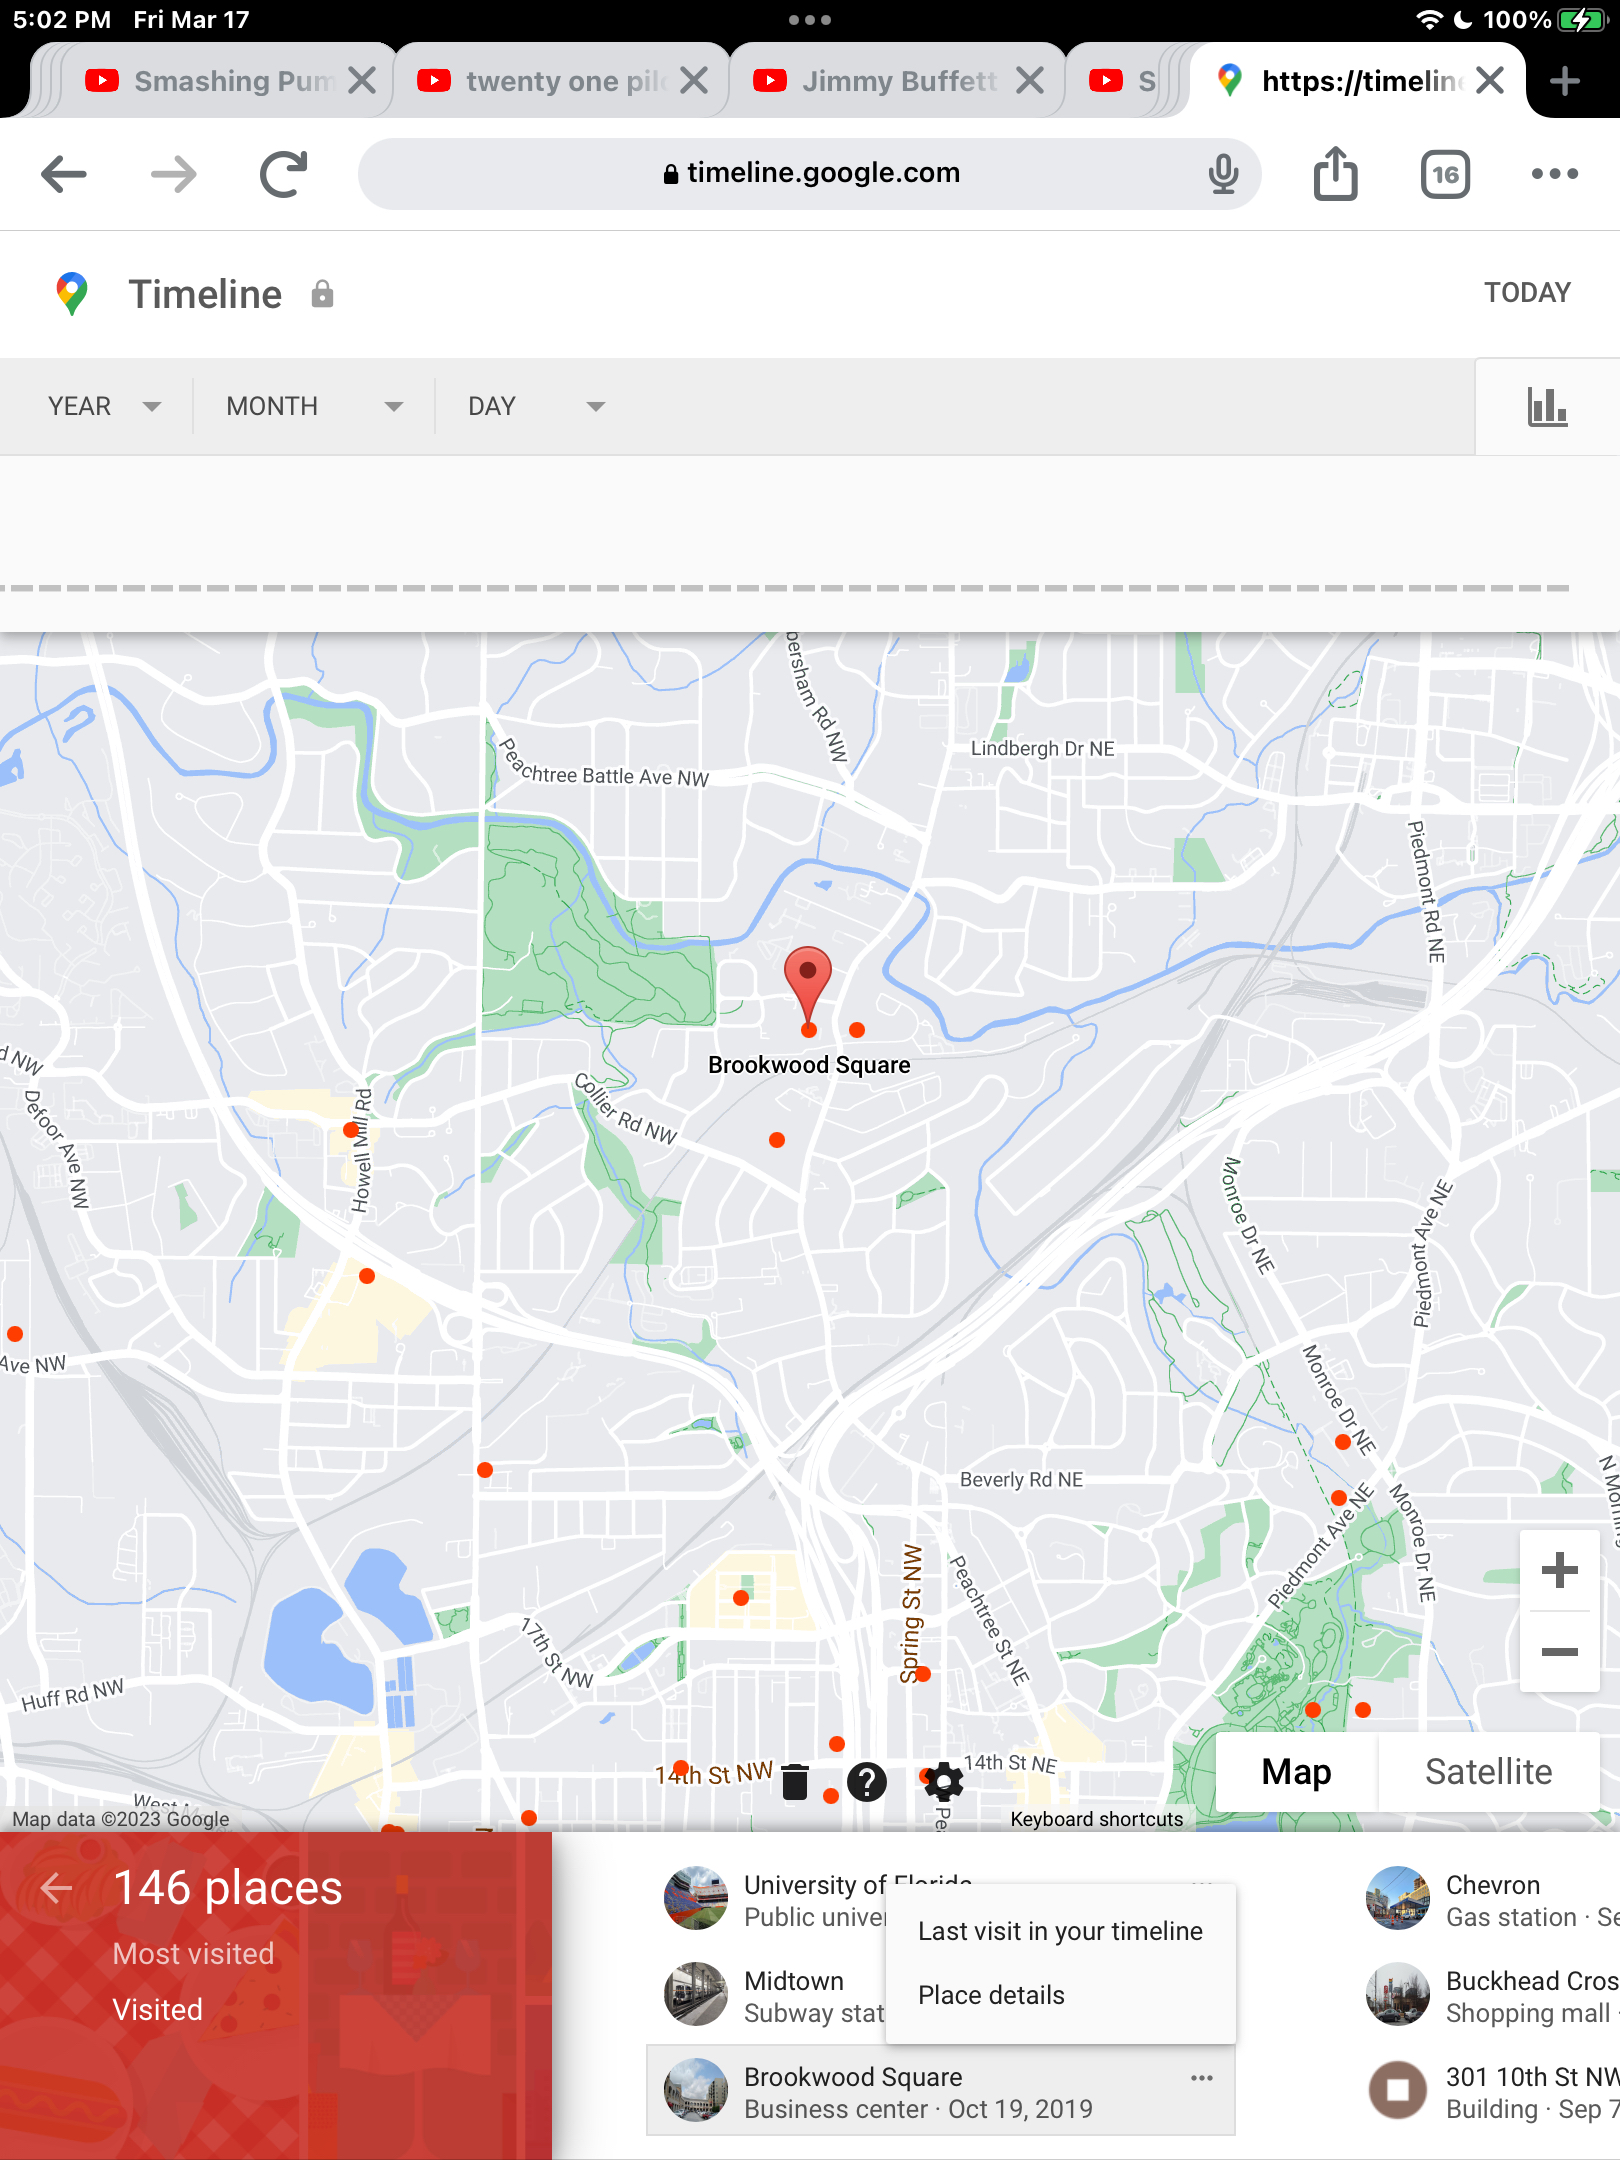 5:02 PM Fri Mar 17
100%
Smashing Pum
twenty one pil
Jimmy Buffett
S
https://timelin
timeline.google.com
16
Timeline
TODAY
YEAR
MONTH
DAY
bersham Rd NW
Lindbergh Dr NE
Peachtree Battle Ave NW
Piedmont Rd NE
Brookwood Square
d NW
Defoor Ave NW
Howell Mill Rd
Collier Rd NW
Monroe Dr NE
Piedmont Ave NE
Ave NW
Monroe Dr NE
Beverly Rd NE
Piedmont Ave NE
Monroe Dr NE
Spring St NW
Peachtree St NE
17th St NW
Huff Rd NW
14th St NW
14th St NE
Pea
Map
Satellite
Map data ©2023 Google
Keyboard shortcuts
146 places
Most visited
Visited
University of Florida
Public univer
Midtown
Subway stat
Last visit in your timeline
Place details
Brookwood Square
Business center · Oct 19, 2019
Chevron
Gas station · Se
Buckhead Cros
Shopping mall ·
301 10th St NW
Building · Sep 7